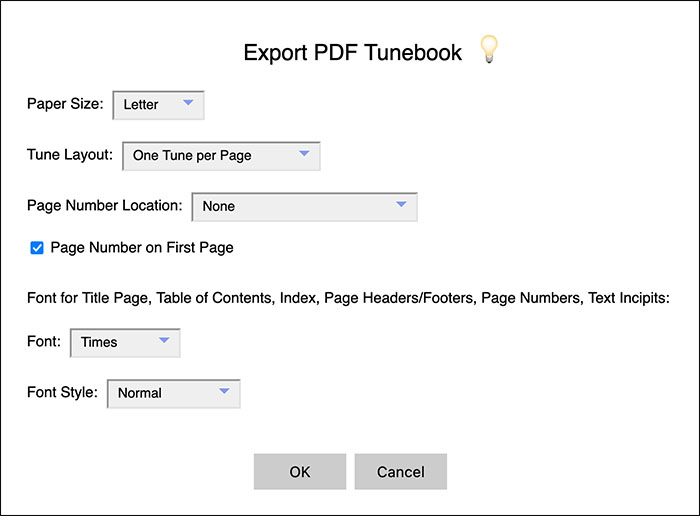 Export PDF Tunebook
Paper Size: Letter
Tune Layout: One Tune per Page
Page Number Location: None
Page Number on First Page
Font for Title Page, Table of Contents, Index, Page Headers/Footers, Page Numbers, Text Incipits:
Font: Times
Font Style: Normal
OK Cancel